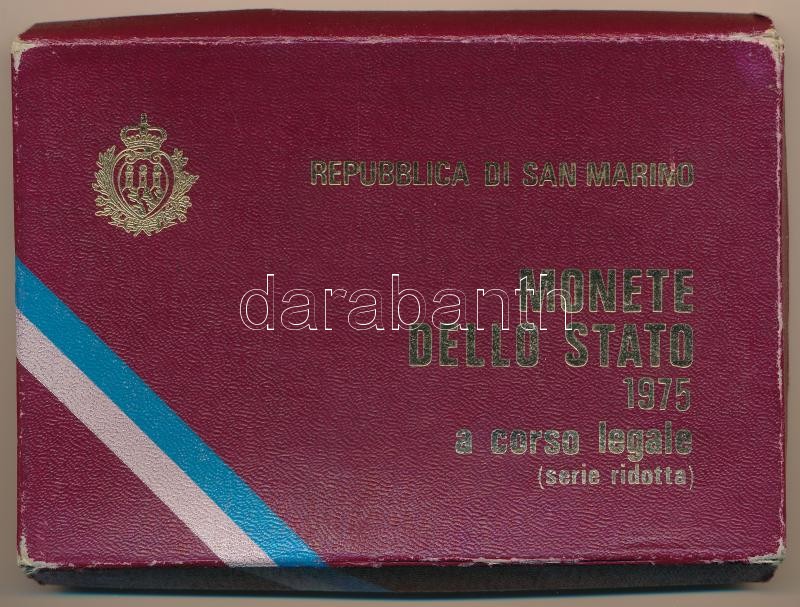 REPUBBLICA DI SAN MARINO
MONETE
darabanth
DELLO STATO
1975
a corso legale
(serie ridotta)